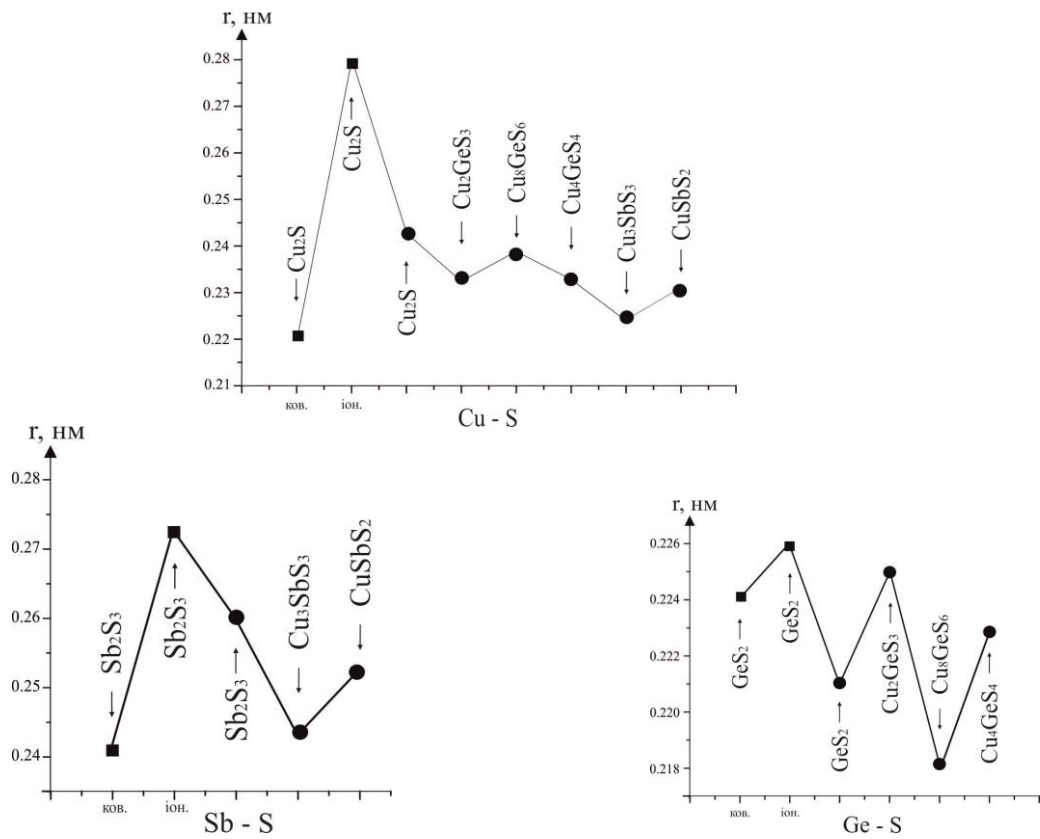 r, нм
0.28
0.27
0.26
0.25
0.24
0.23
0.22
0.21
Cu₂S
Cu₂S
Cu₂S
Cu₂GeS₃
Cu₈GeS₆
Cu₄GeS₄
Cu₃SbS₃
CuSbS₂
ков.
іон.
Cu - S
r, нм
0.28
0.27
0.26
0.25
0.24
Sb₂S₃
Sb₂S₃
Sb₂S₃
Cu₃SbS₃
CuSbS₂
ков.
іон.
Sb - S
r, нм
0.226
0.224
0.222
0.220
0.218
GeS₂
GeS₂
GeS₂
Cu₂GeS₃
Cu₈GeS₆
Cu₄GeS₄
ков.
іон.
Ge - S